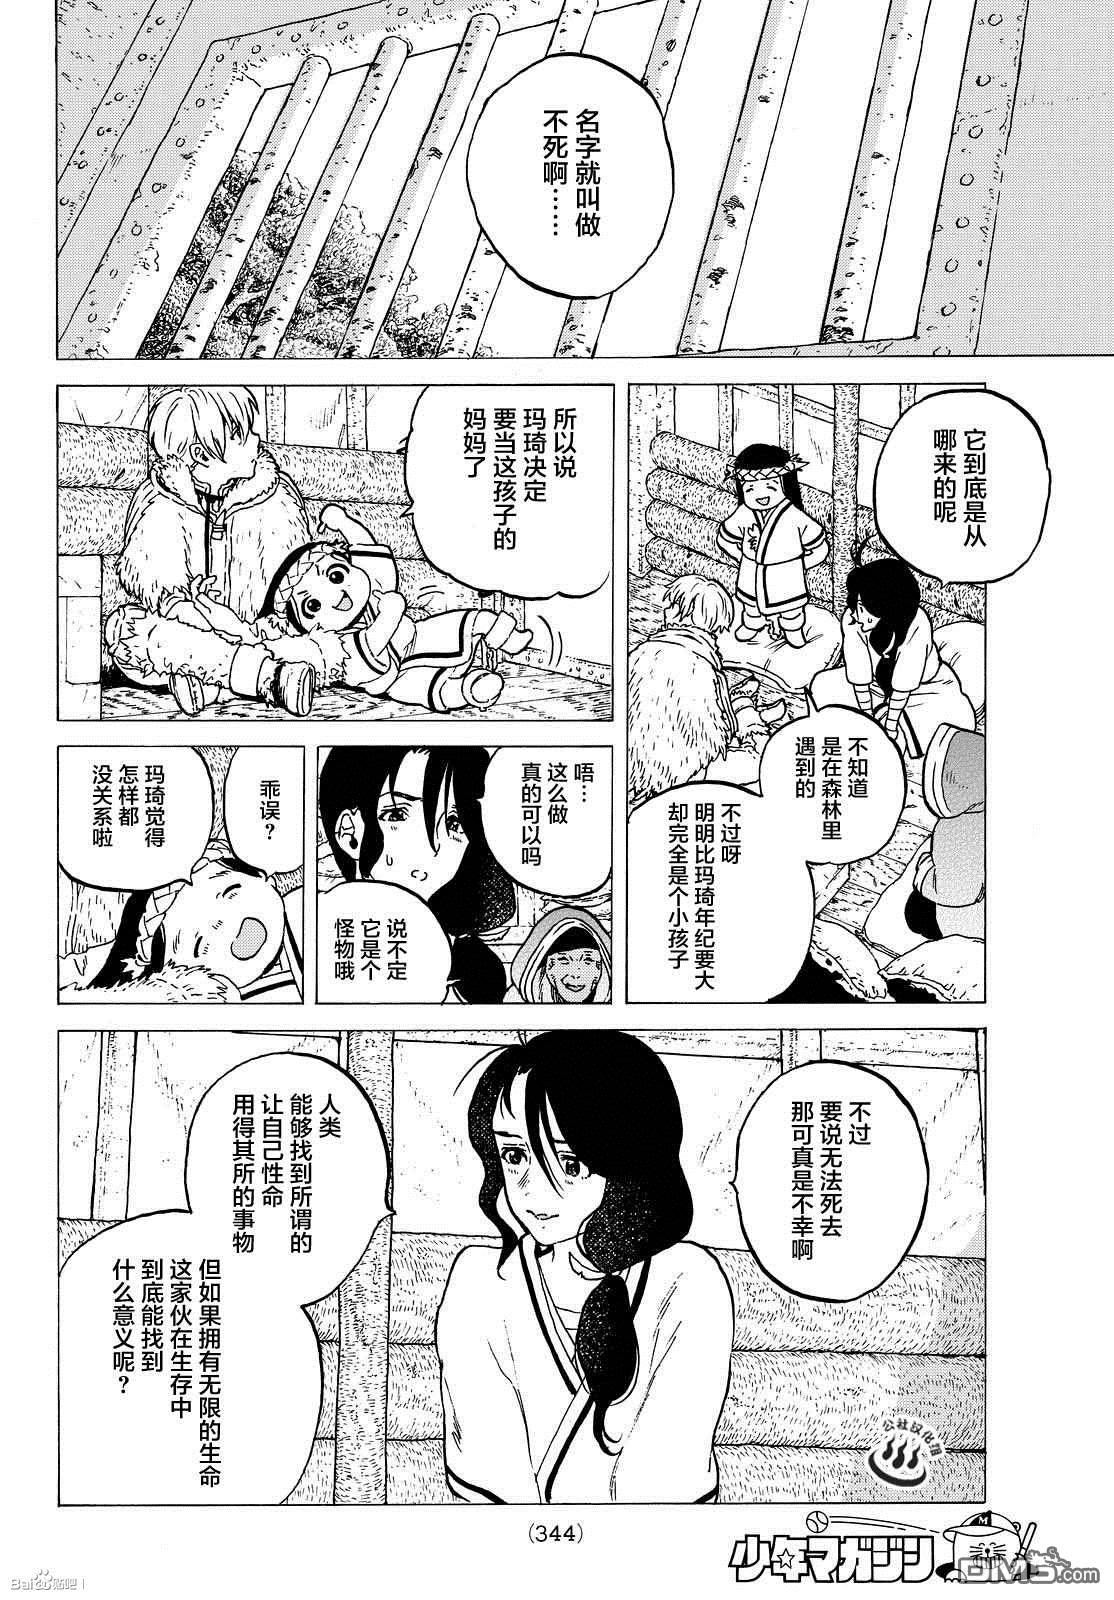 名字就叫做
不死啊……
它到底是从
哪来的呢
不知道
是在森林里
遇到的
不过呀
明明比玛琦年纪要大
却完全是个小孩子
所以说
玛琦决定
要当这孩子的
妈妈了
唔…
这么做
真的可以吗
说不定
它是个
怪物哦
乖误?
玛琦觉得
怎样都
没关系啦
不过
要说无法死去
那可真是不幸啊
人类
能够找到所谓的
让自己性命
用得其所的事物
但如果拥有无限的生命
这家伙在生存中
到底能找到
什么意义呢?
公社汉化组
(344)
少年マガジン
M
DM5.com
Bai 贴吧